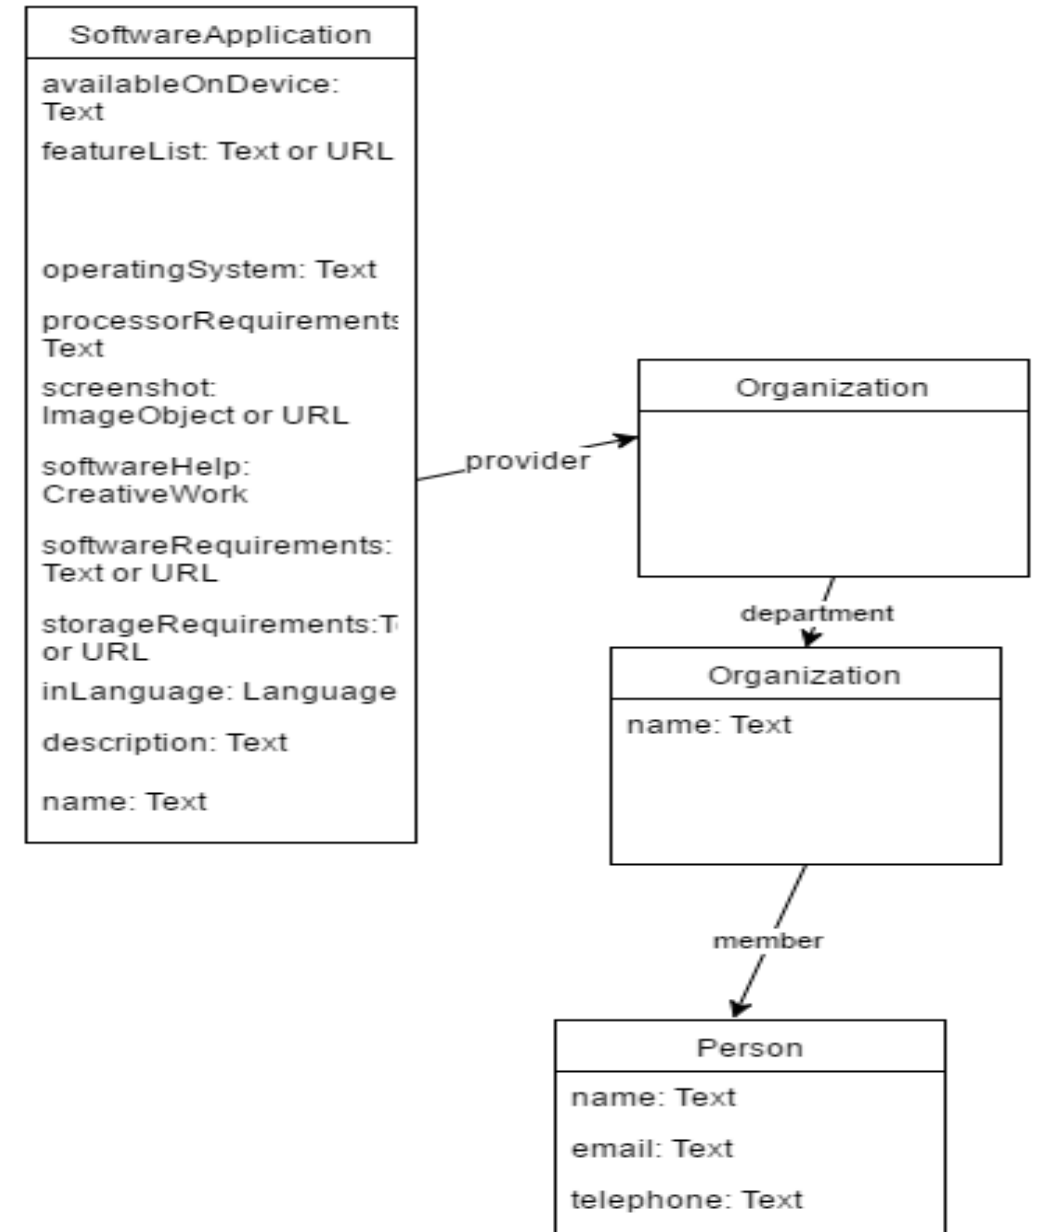 SoftwareApplication
availableOnDevice:
Text
featureList: Text or URL
operatingSystem: Text
processorRequirements
Text
screenshot:
ImageObject or URL
softwareHelp:
CreativeWork
softwareRequirements:
Text or URL
storageRequirements:T
or URL
inLanguage: Language
description: Text
name: Text
provider
Organization
department
Organization
name: Text
member
Person
name: Text
email: Text
telephone: Text